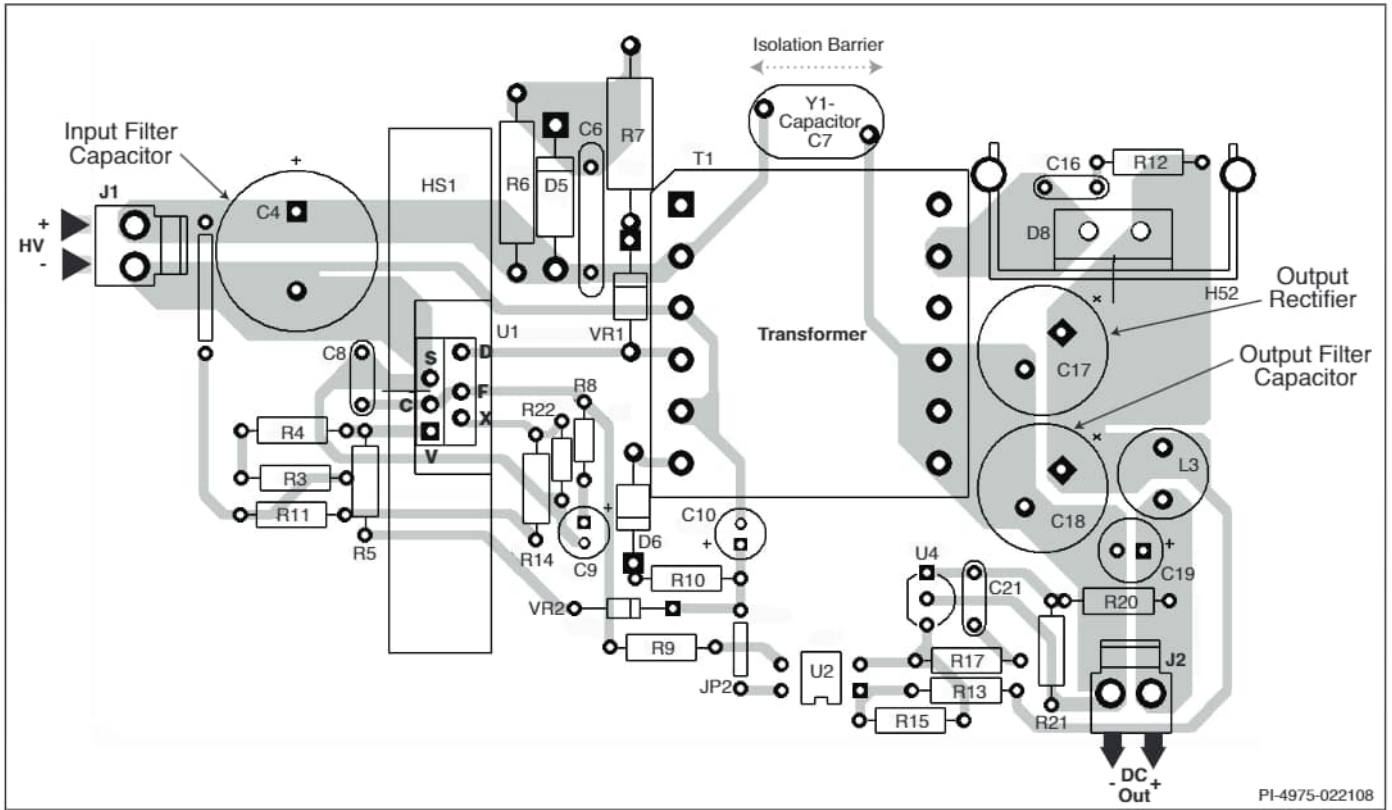 Isolation Barrier
Y1-
Capacitor
C7
Input Filter
Capacitor
J1
+
HV
-
+
C4
HS1
R6
D5
C6
R7
T1
C16
R12
D8
H52
Output
Rectifier
Transformer
VR1
U1
S
D
C
F
X
V
C8
C17
Output Filter
Capacitor
R4
R3
R11
R5
R22
R8
R14
+
C9
D6
C10
+
C18
L3
+
C19
U4
C21
R10
VR2
R9
JP2
U2
R17
R13
R15
R20
R21
J2
- DC +
Out
PI-4975-022108